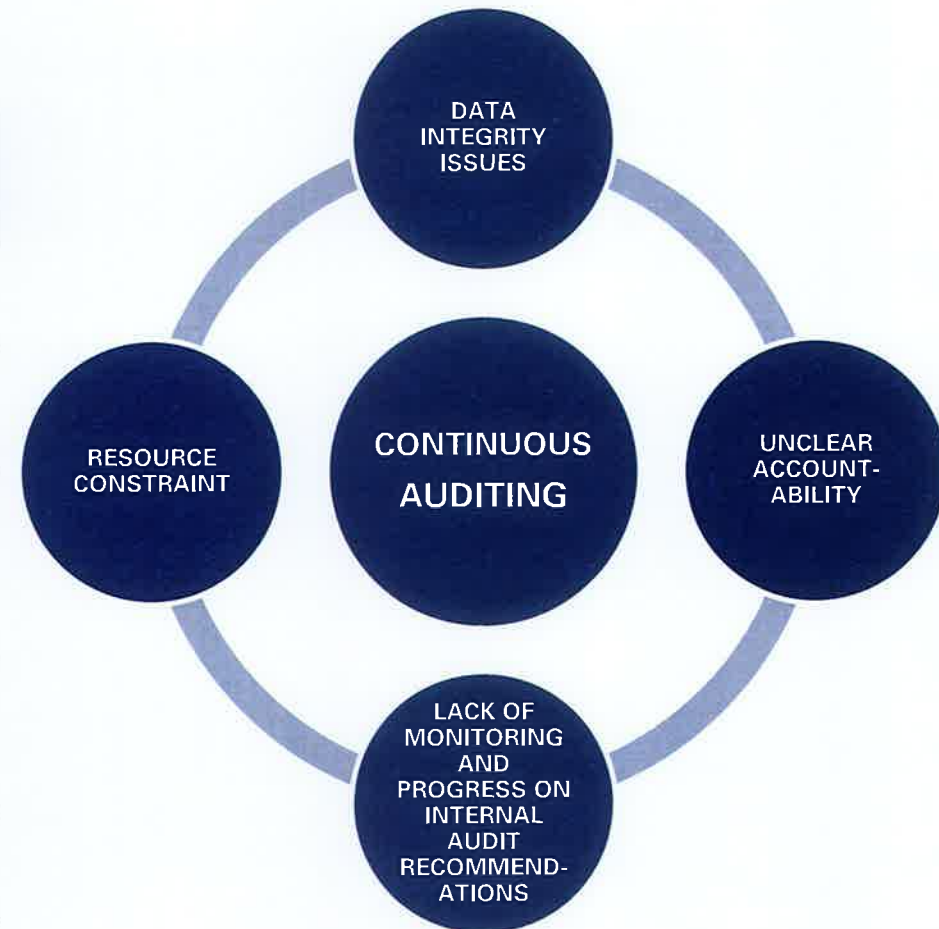 DATA
INTEGRITY
ISSUES
RESOURCE
CONSTRAINT
CONTINUOUS
AUDITING
UNCLEAR
ACCOUNT-
ABILITY
LACK OF
MONITORING
AND
PROGRESS ON
INTERNAL
AUDIT
RECOMMEND-
ATIONS